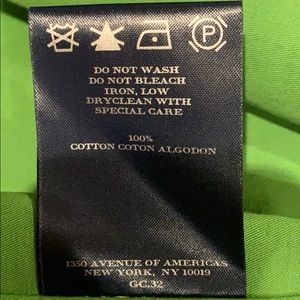 P
DO NOT WASH
DO NOT BLEACH
IRON, LOW
DRYCLEAN WITH
SPECIAL CARE
100%
COTTON COTON ALGODON
1350 AVENUE OF AMERICAS
NEW YORK, NY 10019
GC.32